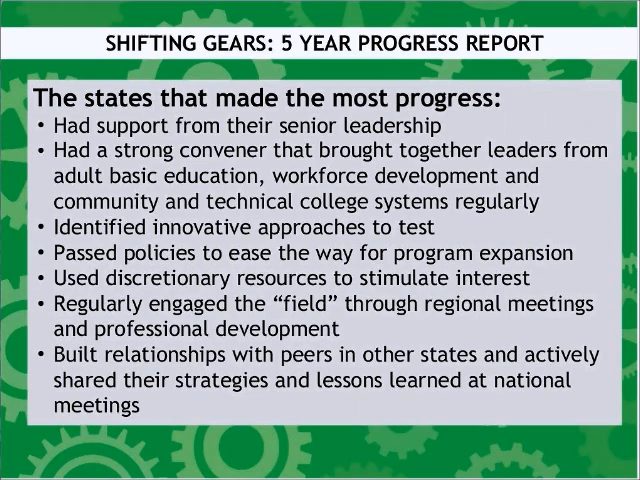 SHIFTING GEARS: 5 YEAR PROGRESS REPORT
The states that made the most progress:
• Had support from their senior leadership
• Had a strong convener that brought together leaders from
adult basic education, workforce development and
community and technical college systems regularly
• Identified innovative approaches to test
• Passed policies to ease the way for program expansion
• Used discretionary resources to stimulate interest
• Regularly engaged the “field” through regional meetings
and professional development
• Built relationships with peers in other states and actively
shared their strategies and lessons learned at national
meetings